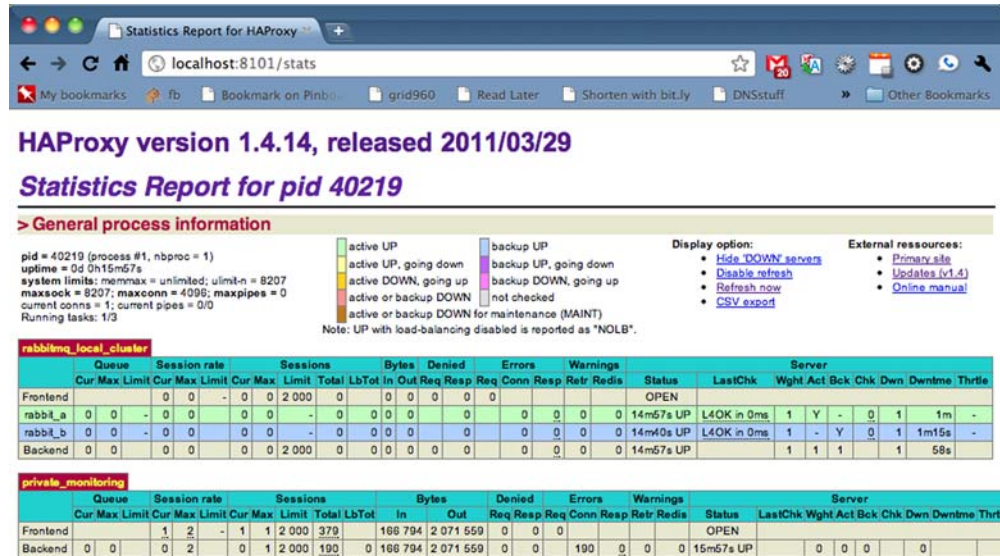 Statistics Report for HAProxy
localhost:8101/stats
20
My bookmarks fb Bookmark on Pinbo grid960 Read Later Shorten with bit.ly DNSstuff » Other Bookmarks
HAProxy version 1.4.14, released 2011/03/29
Statistics Report for pid 40219
> General process information
pid = 40219 (process #1, nbproc = 1)
uptime = 0d 0h15m57s
system limits: memmax = unlimited; ulimit-n = 8207
maxsock = 8207; maxconn = 4096; maxpipes = 0
current conns = 1; current pipes = 0/0
Running tasks: 1/3
active UP backup UP
active UP, going down backup UP, going down
active DOWN, going up backup DOWN, going up
active or backup DOWN not checked
active or backup DOWN for maintenance (MAINT)
Note: UP with load-balancing disabled is reported as "NOLB".
Display option:
• Hide 'DOWN' servers
• Disable refresh
• Refresh now
• CSV export
External ressources:
• Primary site
• Updates (v1.4)
• Online manual
rabbitmq_local_cluster
Queue Session rate Sessions Bytes Denied Errors Warnings Server
Cur Max Limit Cur Max Limit Cur Max Limit Total LbTot In Out Req Resp Req Conn Resp Retr Redis Status LastChk Wght Act Bck Chk Dwn Dwntme Thrtle
Frontend 0 0 - 0 0 2 000 0 0 0 0 0 0 OPEN
rabbit_a 0 0 - 0 0 0 0 - 0 0 0 0 0 0 0 0 0 14m57s UP L4OK in 0ms 1 Y - 0 1 1m -
rabbit_b 0 0 - 0 0 0 0 - 0 0 0 0 0 0 0 0 0 14m40s UP L4OK in 0ms 1 - Y 0 1 1m15s -
Backend 0 0 0 0 0 0 2 000 0 0 0 0 0 0 0 0 0 0 14m57s UP 1 1 1 1 58s
private_monitoring
Queue Session rate Sessions Bytes Denied Errors Warnings Server
Cur Max Limit Cur Max Limit Cur Max Limit Total LbTot In Out Req Resp Req Conn Resp Retr Redis Status LastChk Wght Act Bck Chk Dwn Dwntme Thrt
Frontend 1 2 - 1 1 2 000 379 166 794 2 071 559 0 0 0 OPEN
Backend 0 0 0 2 0 1 2 000 190 0 166 794 2 071 559 0 0 190 0 0 0 15m57s UP 0 0 0 0